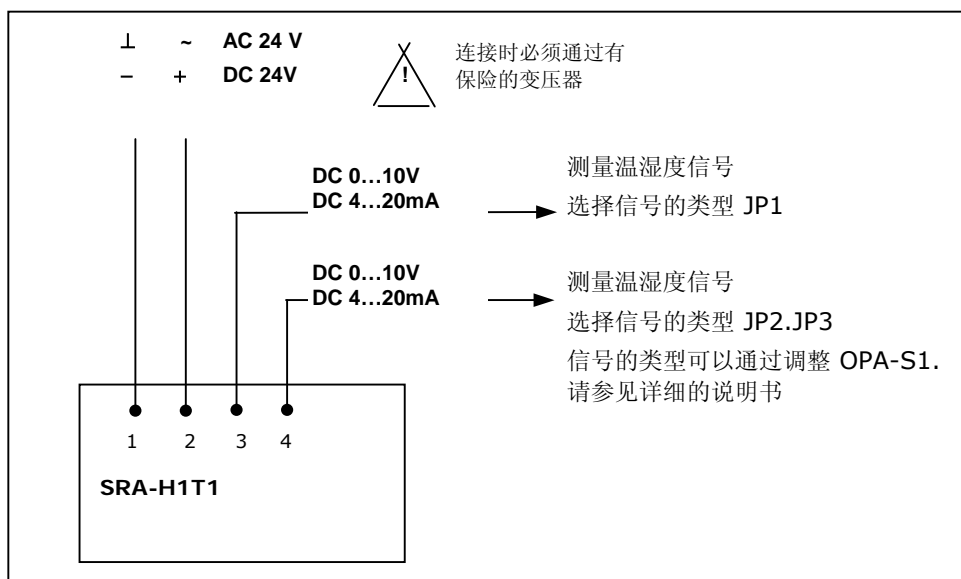 ⊥ ~ AC 24 V
− + DC 24V
!
连接时必须通过有
保险的变压器
DC 0…10V
DC 4…20mA
测量温湿度信号
选择信号的类型 JP1
DC 0…10V
DC 4…20mA
测量温湿度信号
选择信号的类型 JP2.JP3
信号的类型可以通过调整 OPA-S1.
请参见详细的说明书
1 2 3 4
SRA-H1T1